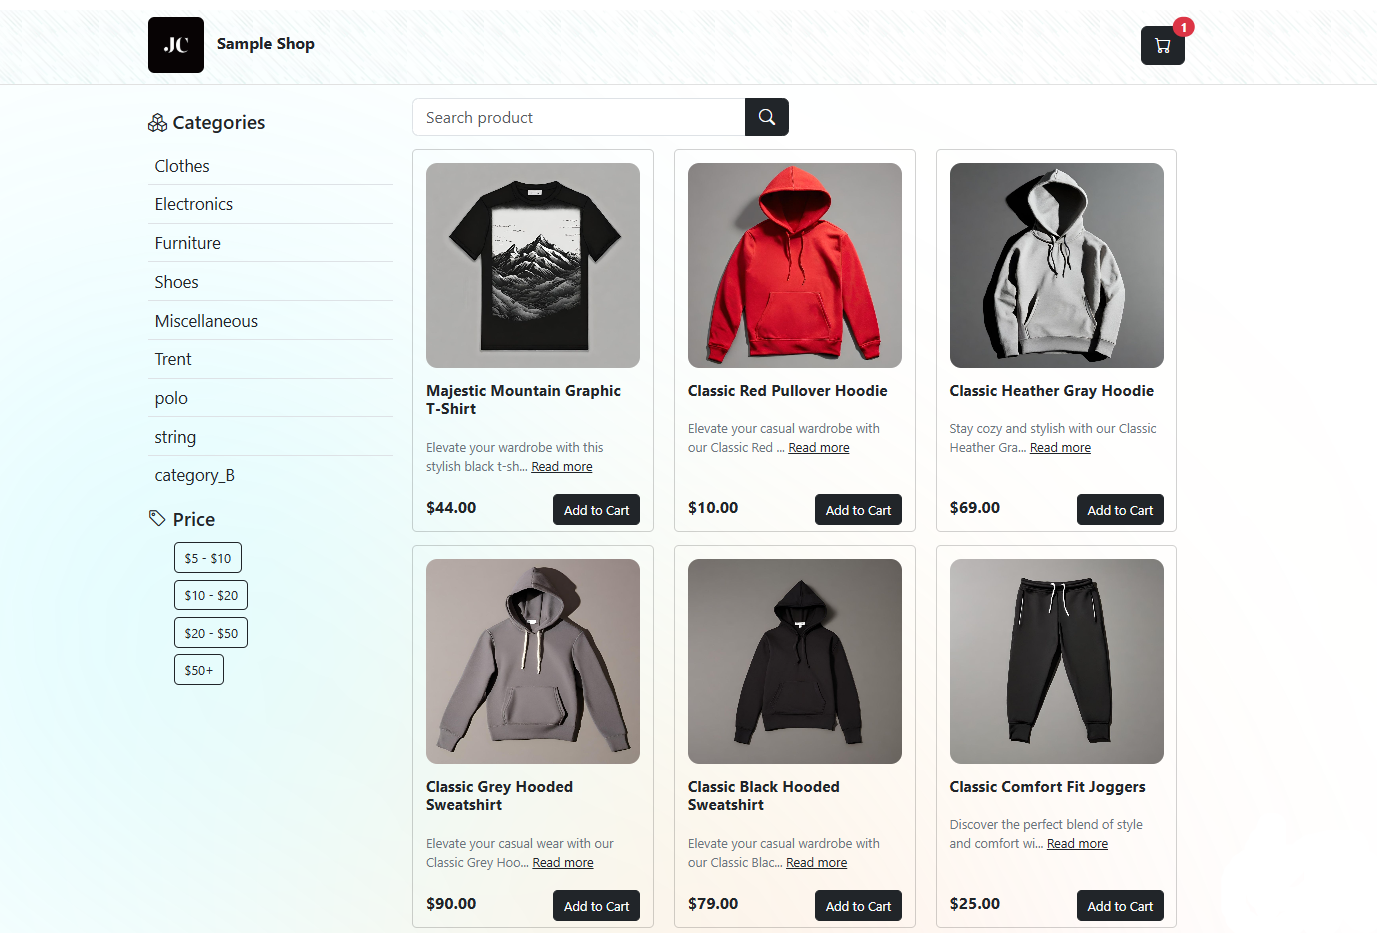 JC
Sample Shop
1
Categories
Clothes
Electronics
Furniture
Shoes
Miscellaneous
Trent
polo
string
category_B
Price
$5 - $10
$10 - $20
$20 - $50
$50+
Search product
Majestic Mountain Graphic
T-Shirt
Elevate your wardrobe with this
stylish black t-sh... Read more
$44.00
Add to Cart
Classic Red Pullover Hoodie
Elevate your casual wardrobe with
our Classic Red ... Read more
$10.00
Add to Cart
Classic Heather Gray Hoodie
Stay cozy and stylish with our Classic
Heather Gra... Read more
$69.00
Add to Cart
Classic Grey Hooded
Sweatshirt
Elevate your casual wear with our
Classic Grey Hoo... Read more
$90.00
Add to Cart
Classic Black Hooded
Sweatshirt
Elevate your casual wardrobe with
our Classic Blac... Read more
$79.00
Add to Cart
Classic Comfort Fit Joggers
Discover the perfect blend of style
and comfort wi... Read more
$25.00
Add to Cart